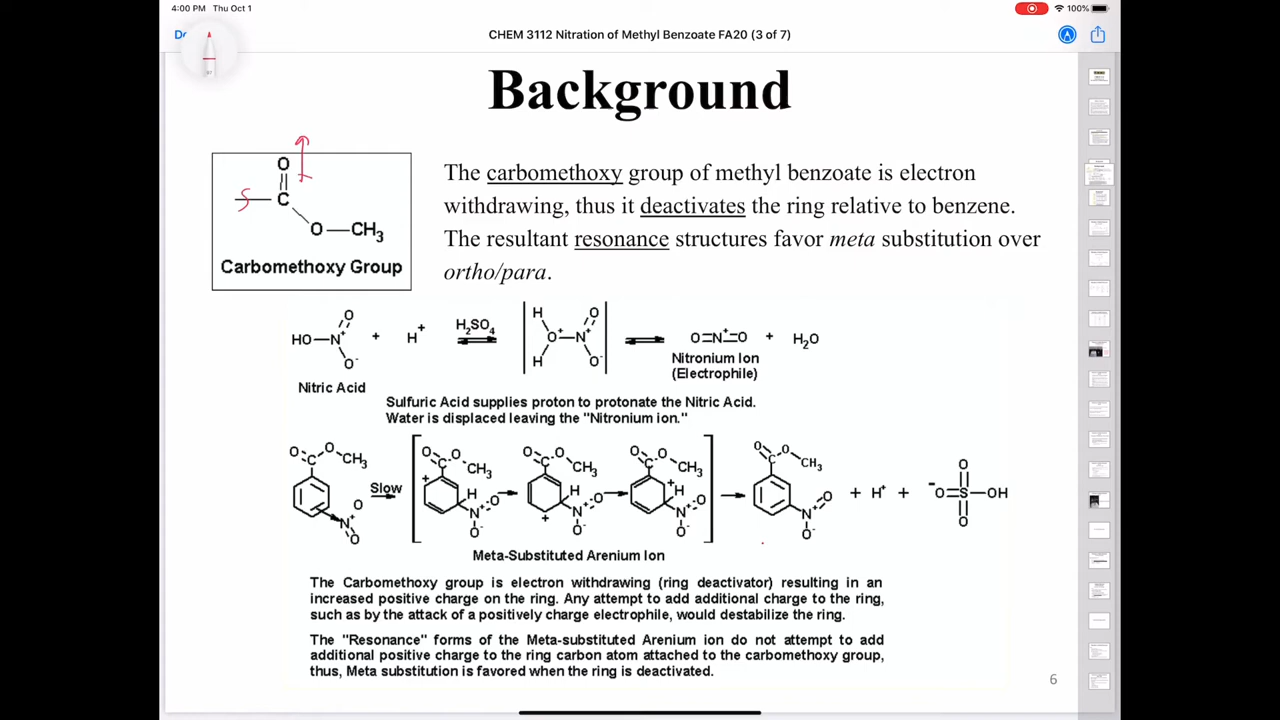 4:00 PM Thu Oct 1
100%
CHEM 3112 Nitration of Methyl Benzoate FA20 (3 of 7)
Background
O
C
O—CH3
Carbomethoxy Group
The carbomethoxy group of methyl benzoate is electron
withdrawing, thus it deactivates the ring relative to benzene.
The resultant resonance structures favor meta substitution over
ortho/para.
HO—N+ O O- + H+ H2SO4 H H O+—N+ O O- O=N+=O + H2O
Nitric Acid
Nitronium Ion
(Electrophile)
Sulfuric Acid supplies proton to protonate the Nitric Acid.
Water is displaced leaving the "Nitronium ion."
O C O CH3 N+ O O Slow O C O CH3 + H N+ O O- O C O CH3 + H N+ O O- O C O CH3 + H N+ O O- O C O CH3 N+ O O- + H+ + -O—S—OH O O
Meta-Substituted Arenium Ion
The Carbomethoxy group is electron withdrawing (ring deactivator) resulting in an
increased positive charge on the ring. Any attempt to add additional charge to the ring,
such as by the attack of a positively charge electrophile, would destabilize the ring.
The "Resonance" forms of the Meta-substituted Arenium ion do not attempt to add
additional positive charge to the ring carbon atom attached to the carbomethoxy group,
thus, Meta substitution is favored when the ring is deactivated.
6